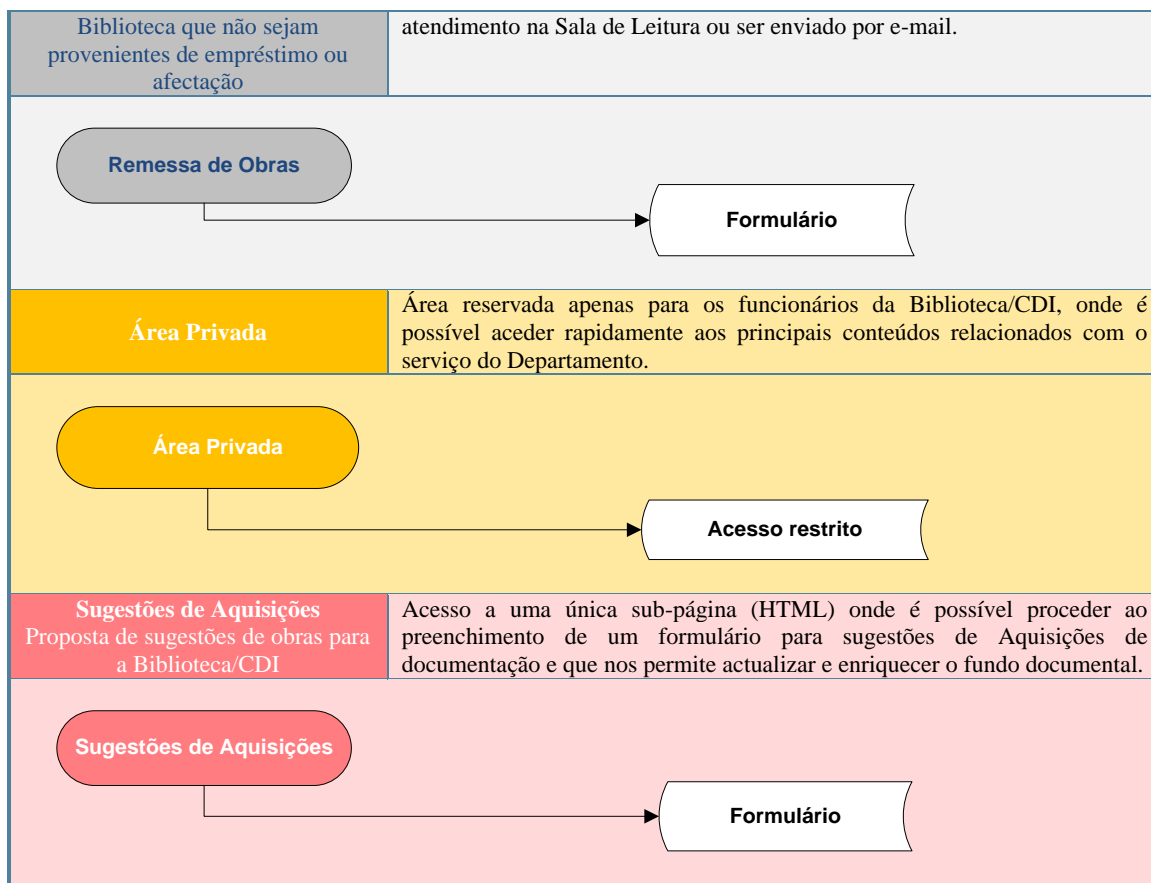 Biblioteca que não sejam
provenientes de empréstimo ou
afectação
atendimento na Sala de Leitura ou ser enviado por e-mail.
Remessa de Obras
Formulário
Área Privada
Área reservada apenas para os funcionários da Biblioteca/CDI, onde é
possível aceder rapidamente aos principais conteúdos relacionados com o
serviço do Departamento.
Área Privada
Acesso restrito
Sugestões de Aquisições
Proposta de sugestões de obras para
a Biblioteca/CDI
Acesso a uma única sub-página (HTML) onde é possível proceder ao
preenchimento de um formulário para sugestões de Aquisições de
documentação e que nos permite actualizar e enriquecer o fundo documental.
Sugestões de Aquisições
Formulário